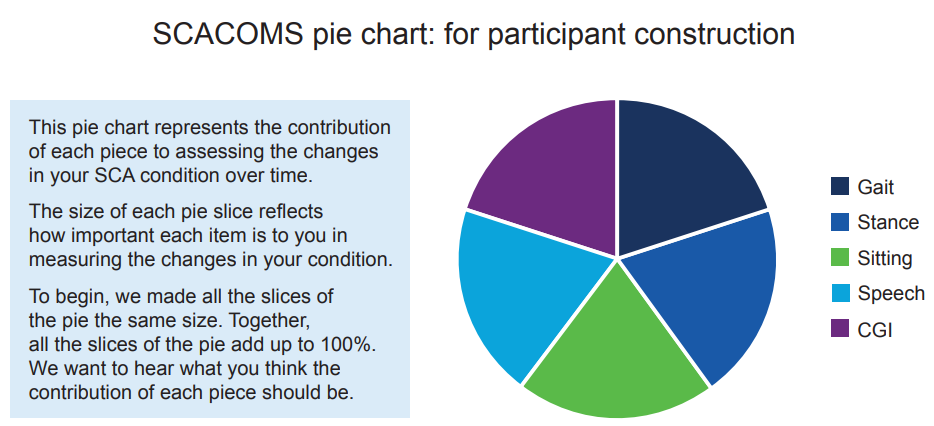 SCACOMS pie chart: for participant construction
This pie chart represents the contribution
of each piece to assessing the changes
in your SCA condition over time.
The size of each pie slice reflects
how important each item is to you in
measuring the changes in your condition.
To begin, we made all the slices of
the pie the same size. Together,
all the slices of the pie add up to 100%.
We want to hear what you think the
contribution of each piece should be.
Gait
Stance
Sitting
Speech
CGI